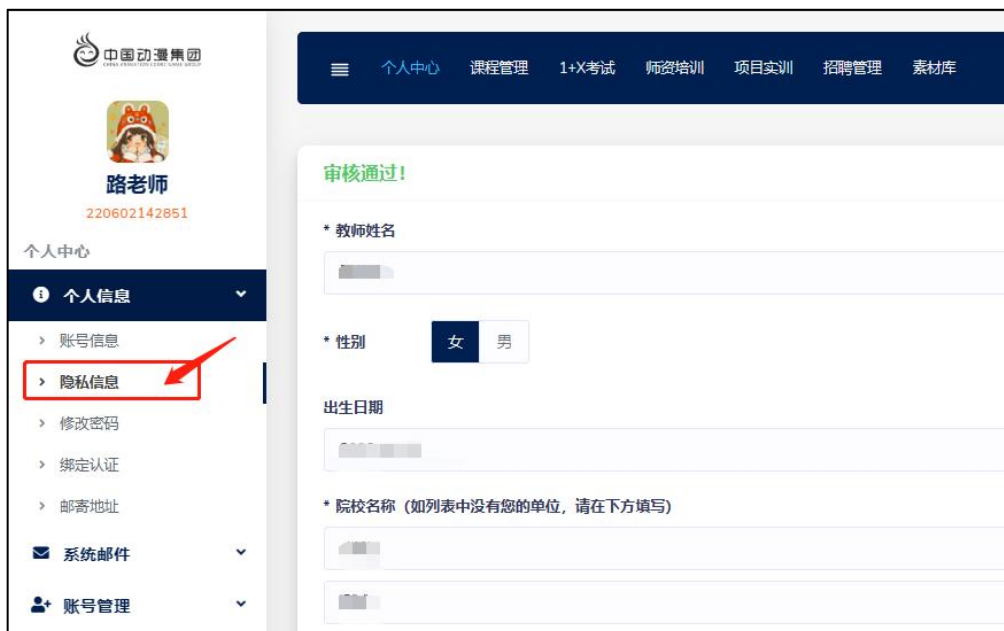 中国动漫集团
CHINA ANIMATION COMIC GAME GROUP
路老师
220602142851
个人中心
个人信息
账号信息
隐私信息
修改密码
绑定认证
邮寄地址
系统邮件
账号管理
个人中心 课程管理 1+X考试 师资培训 项目实训 招聘管理 素材库
审核通过!
* 教师姓名
* 性别 女 男
出生日期
* 院校名称（如列表中没有您的单位，请在下方填写）